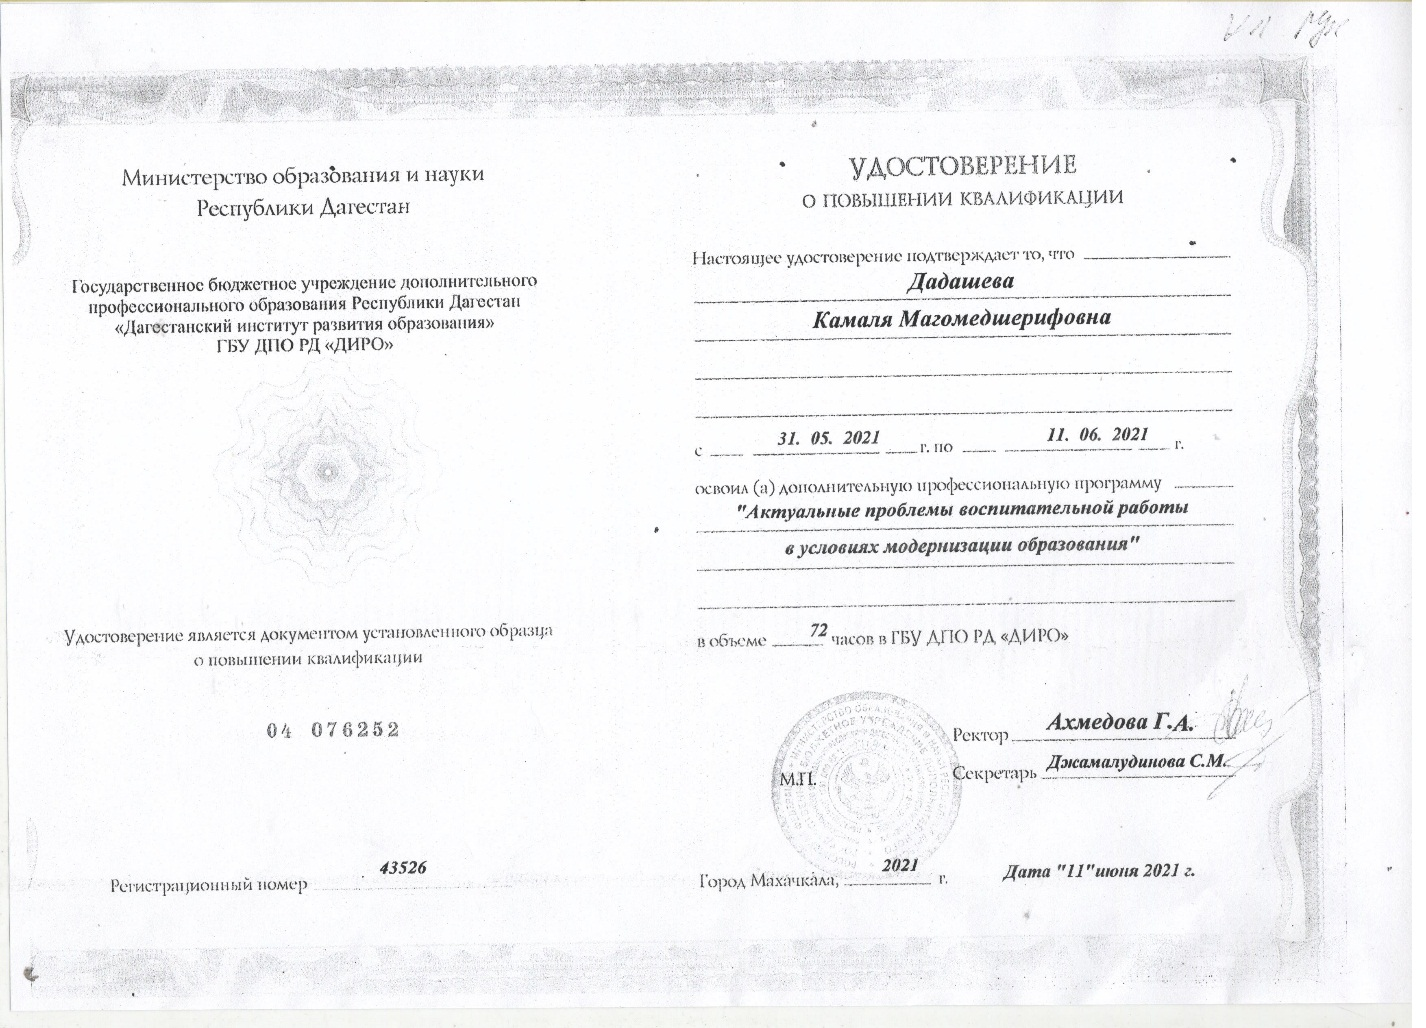 Министерство образования и науки
Республики Дагестан
Государственное бюджетное учреждение дополнительного
профессионального образования Республики Дагестан
«Дагестанский институт развития образования»
ГБУ ДПО РД «ДИРО»
Удостоверение является документом установленного образца
о повышении квалификации
04 076252
Регистрационный номер 43526
УДОСТОВЕРЕНИЕ
О ПОВЫШЕНИИ КВАЛИФИКАЦИИ
Настоящее удостоверение подтверждает то, что
Дадашева
Камаля Магомедшерифовна
с 31. 05. 2021 г. по 11. 06. 2021 г.
освоил (а) дополнительную профессиональную программу
"Актуальные проблемы воспитательной работы
в условиях модернизации образования"
в объеме 72 часов в ГБУ ДПО РД «ДИРО»
Ректор Ахмедова Г.А.
М.П.
Секретарь Джамалудинова С.М.
Город Махачкала, 2021 г.
Дата "11"июня 2021 г.